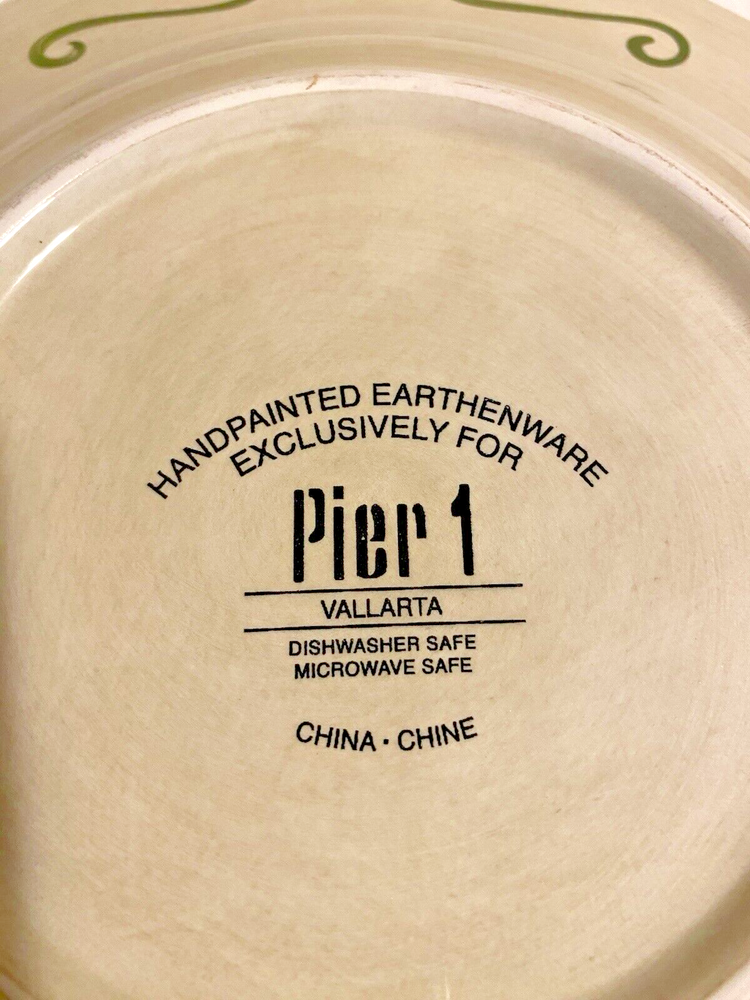 HANDPAINTED EARTHENWARE
EXCLUSIVELY FOR
Pier 1
VALLARTA
DISHWASHER SAFE
MICROWAVE SAFE
CHINA · CHINE